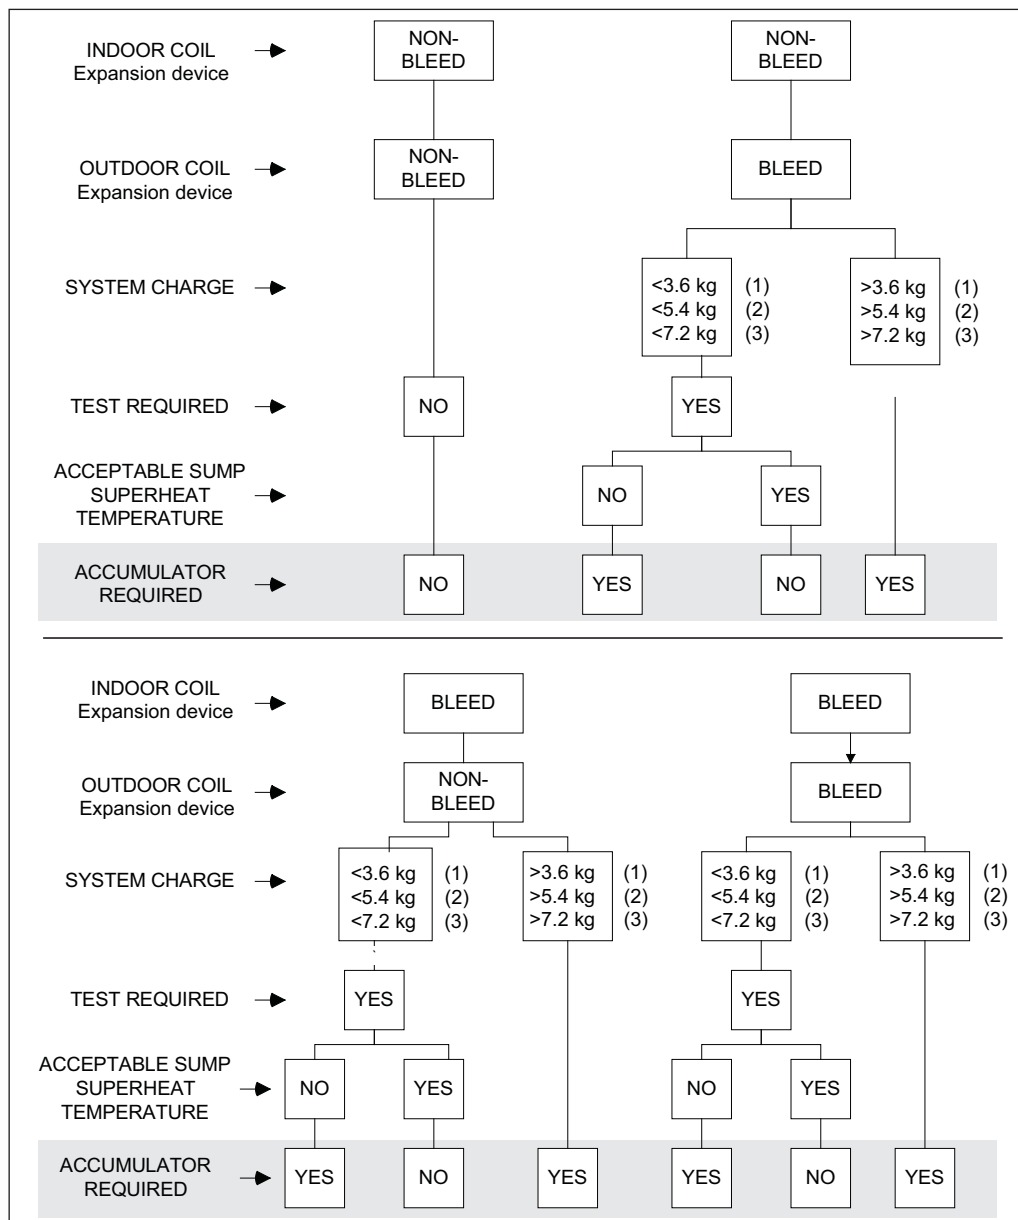 INDOOR COIL
Expansion device
NON-
BLEED
NON-
BLEED
OUTDOOR COIL
Expansion device
NON-
BLEED
BLEED
SYSTEM CHARGE
<3.6 kg (1)
<5.4 kg (2)
<7.2 kg (3)
>3.6 kg (1)
>5.4 kg (2)
>7.2 kg (3)
TEST REQUIRED
NO
YES
ACCEPTABLE SUMP
SUPERHEAT
TEMPERATURE
NO
YES
ACCUMULATOR
REQUIRED
NO
YES
NO
YES
INDOOR COIL
Expansion device
BLEED
BLEED
OUTDOOR COIL
Expansion device
NON-
BLEED
BLEED
SYSTEM CHARGE
<3.6 kg (1)
<5.4 kg (2)
<7.2 kg (3)
>3.6 kg (1)
>5.4 kg (2)
>7.2 kg (3)
<3.6 kg (1)
<5.4 kg (2)
<7.2 kg (3)
>3.6 kg (1)
>5.4 kg (2)
>7.2 kg (3)
TEST REQUIRED
YES
YES
ACCEPTABLE SUMP
SUPERHEAT
TEMPERATURE
NO
YES
NO
YES
ACCUMULATOR
REQUIRED
YES
NO
YES
YES
NO
YES